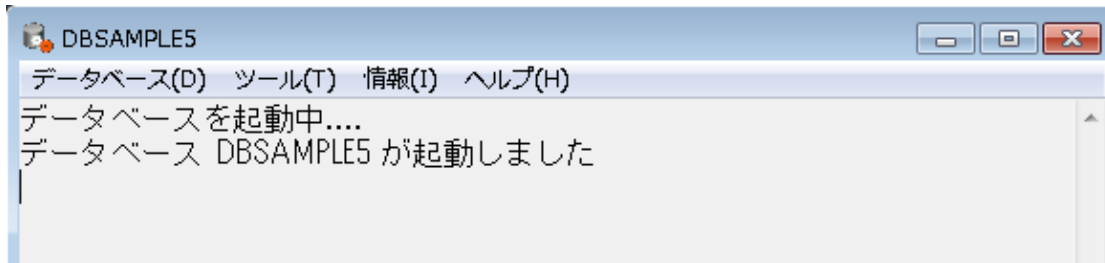 DBSAMPLE5
データベース(D) ツール(T) 情報(I) ヘルプ(H)
データベースを起動中....
データベース DBSAMPLE5 が起動しました